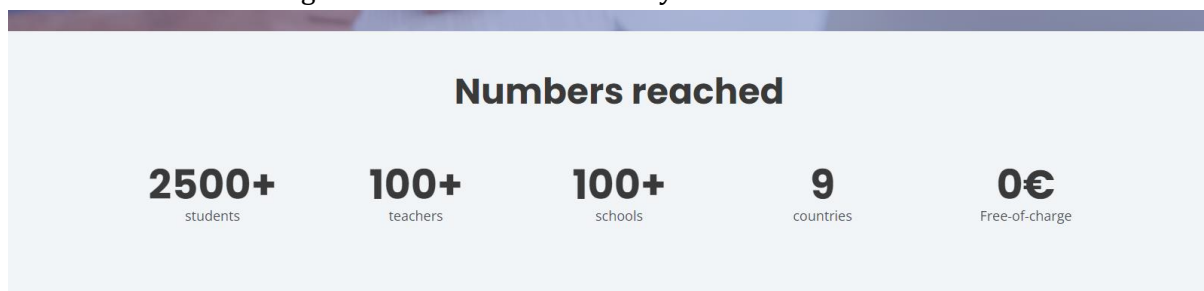 Numbers reached
2500+ 100+ 100+ 9 0€
students teachers schools countries Free-of-charge